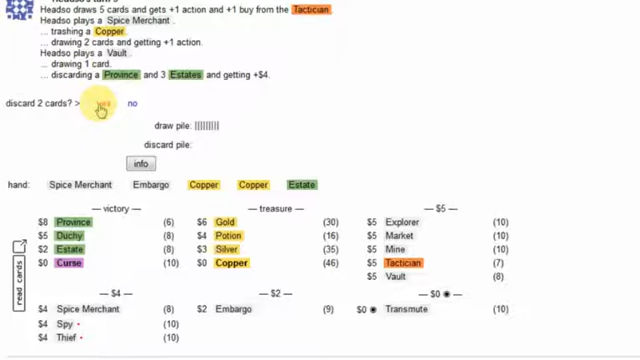 Headso draws 5 cards and gets +1 action and +1 buy from the Tactician.
Headso plays a Spice Merchant.
... trashing a Copper.
... drawing 2 cards and getting +1 action.
Headso plays a Vault.
... drawing 1 card.
... discarding a Province and 3 Estates and getting +$4.
discard 2 cards? > yes no
draw pile: |||||||||
discard pile:
info
hand: Spice Merchant Embargo Copper Copper Estate
— victory — — treasure — — $5 —
$8 Province (6) $6 Gold (30) $5 Explorer (10)
$5 Duchy (8) $4 Potion (16) $5 Market (10)
$2 Estate (8) $3 Silver (35) $5 Mine (10)
$0 Curse (10) $0 Copper (46) $5 Tactician (7)
$5 Vault (8)
read cards
— $4 — — $2 — — $0 ◉ —
$4 Spice Merchant (8) $2 Embargo (9) $0 ◉ Transmute (10)
$4 Spy • (10)
$4 Thief • (10)